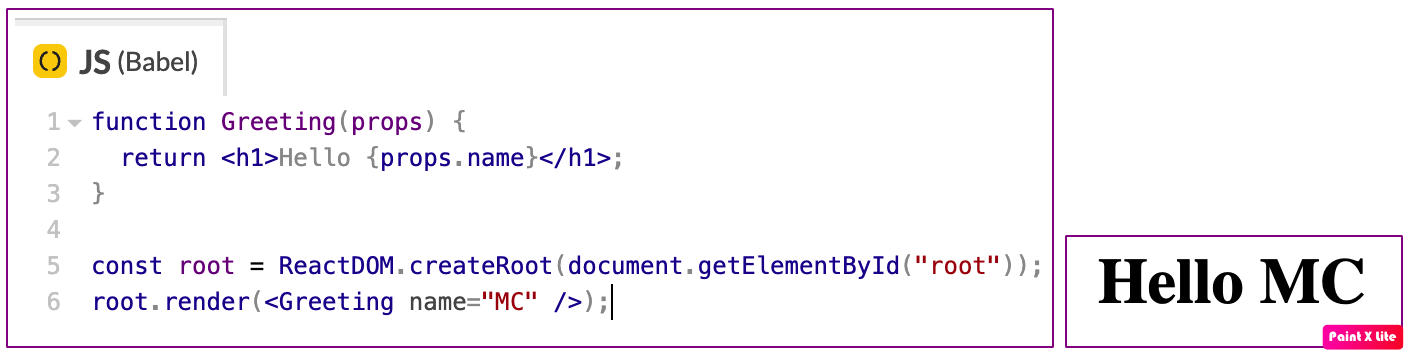 JS (Babel)
1 function Greeting(props) {
2 return <h1>Hello {props.name}</h1>;
3 }
4
5 const root = ReactDOM.createRoot(document.getElementById("root"));
6 root.render(<Greeting name="MC" />);
Hello MC
Paint X Lite